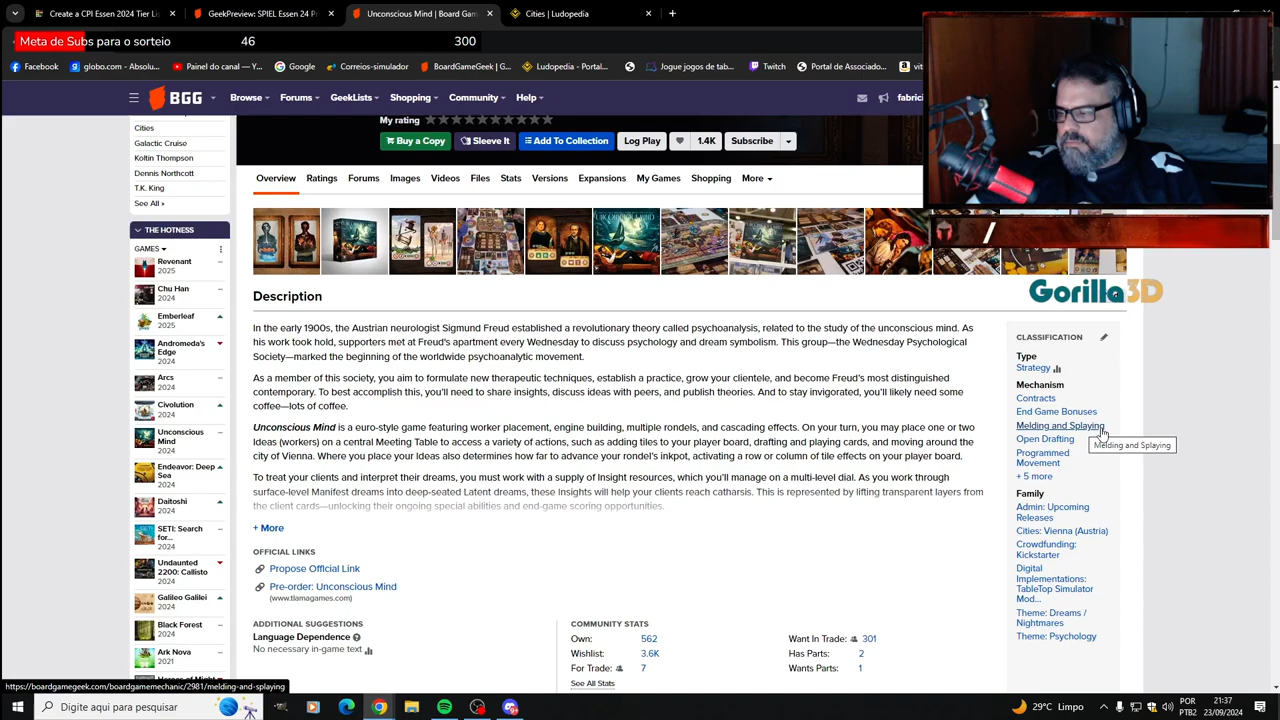 Create a CPI Essen 24 Tier Lis
GeekPreview: SPIEL Essen 24 P
Unconscious Mind | Board Gam
Cities | Ludopedia
Meta de Subs para o sorteio 46 300
Facebook
globo.com - Absolu...
Painel do canal — Y...
Google
Correios-simulador
BoardGameGeek | G...
Ludopedia - Portal...
Jogue jogos de tab...
Twitch
Portal de Associado...
BGG Browse Forums GeekLists Shopping Community Help
fabrici
Cities
Galactic Cruise
Koltin Thompson
Dennis Northcott
T.K. King
See All »
My rating
Buy a Copy Sleeve It Add To Collection Log Play 1.4K Subscribe
Overview Ratings Forums Images Videos Files Stats Versions Expansions My Games Shopping More
THE HOTNESS
GAMES
Revenant
2025
Chu Han
2024
Emberleaf
2025
Andromeda's
Edge
2024
Arcs
2024
Civolution
2024
Unconscious
Mind
2024
Endeavor: Deep
Sea
2024
Daitoshi
2024
SETI: Search
for...
2024
Undaunted
2200: Callisto
2024
Galileo Galilei
2024
Black Forest
2024
Ark Nova
2021
Heroes of Might
Gorilla3D
Description
In the early 1900s, the Austrian neurologist Sigmund Freud established a revolutionary theory called psychoanalysis, related to the study of the unconscious mind. As
his work took hold, supporters met at Freud's apartment every Wednesday to discuss psychology and dream symbolism. This group—the Wednesday Psychological
Society—marked the beginning of the worldwide psychoanalytic movement.
As a member of this society, you aim to formulate new therapeutic techniques, establish a practice, grow your clientele, and become Freud's most distinguished
contemporary. To best accomplish this, you'll need to share insights, discuss ideas with peers, and publish theories. And to stay invigorated, you'll likely need some
coffee—lots of coffee.
Unconscious Mind is a euro-style game featuring worker placement, engine building, multiple rondels, and cascading effects. On your turn, you may place one or two
Ideas (workers) on a shared Meeting Table to access a variety of actions, such as adding tiles to your player board, drafting and playing cards, and moving around
the city of Vienna. Where you place your Ideas determines how far to advance your rondel's Inkpot, activating a row or column of tile effects on your player board.
To treat your clients and interpret their dreams, you must work with a supply of Insight resources, which you'll manage on a multi-level dial. As you work through
surface-level Manifest dreams into deep-seated Latent dreams, these Insights will help your clients reach catharsis. This is represented by lifting transparent layers from
the client cards—unlocking their ongoing special abilities and end-game scoring opportunities.
+ More
OFFICIAL LINKS
Propose Official Link
Pre-order: Unconscious Mind
(www.tlamagames.com)
ADDITIONAL SUGGESTIONS
Language Dependence
No necessary in-game text
COMMUNITY STATS
Own: 562
Wishlist: 3.6K
For Trade: 7
See All Stats
Want In Trade: 301
Has Parts: 2
Wants Parts: 1
CLASSIFICATION
Type
Strategy
Mechanism
Contracts
End Game Bonuses
Melding and Splaying
Melding and Splaying
Open Drafting
Programmed
Movement
+ 5 more
Family
Admin: Upcoming
Releases
Cities: Vienna (Austria)
Crowdfunding:
Kickstarter
Digital
Implementations:
TableTop Simulator
Mod...
Theme: Dreams /
Nightmares
Theme: Psychology
https://boardgamegeek.com/boardgamemechanic/2981/melding-and-splaying
Digite aqui para pesquisar
29°C Limpo
POR
PTB2
21:37
23/09/2024